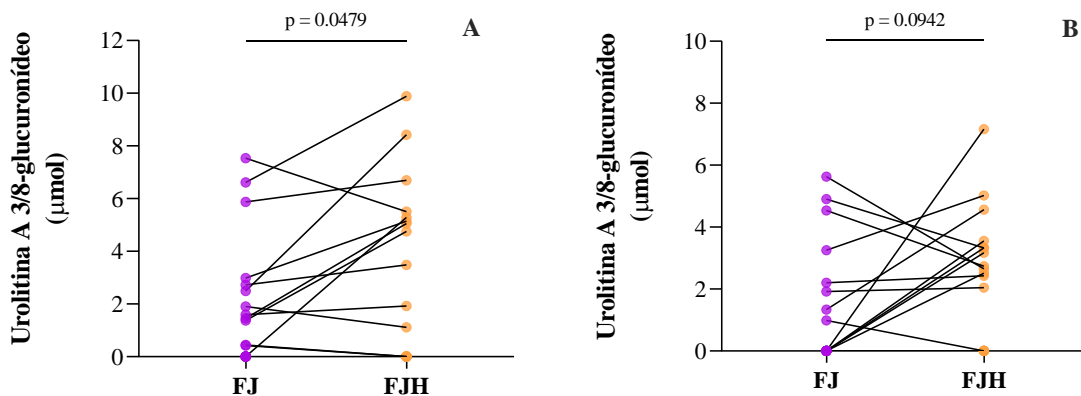 p = 0.0479
A
Urolitina A 3/8-glucuronídeo
(µmol)
12
10
8
6
4
2
0
FJ
FJH
p = 0.0942
B
Urolitina A 3/8-glucuronídeo
(µmol)
10
8
6
4
2
0
FJ
FJH